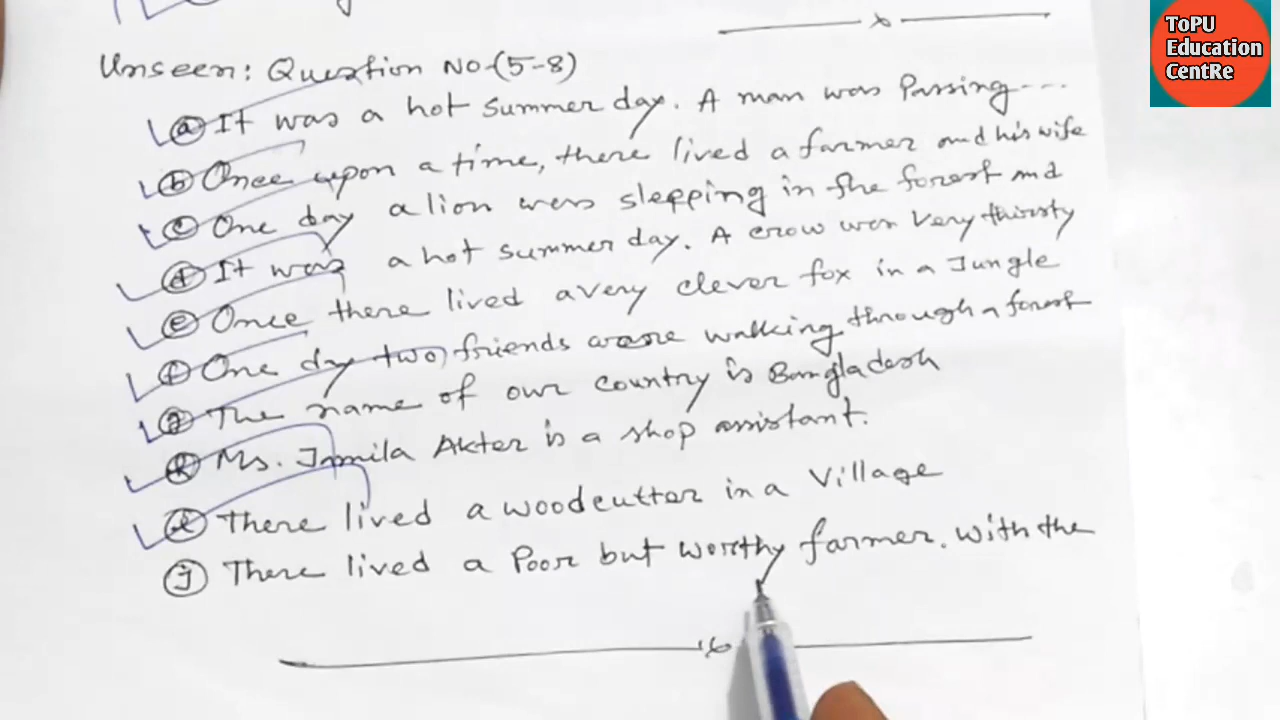 ToPU
Education
CentRe
Unseen: Question No-(5-8)
(a) It was a hot summer day. A man was Passing....
(b) Once upon a time, there lived a farmer and his wife
(c) One day a lion was sleeping in the forest and
(d) It was a hot summer day. A crow was very thirsty
(e) Once there lived a very clever fox in a Jungle
(f) One day two friends were walking through a forest
(g) The name of our country is Bangladesh
(h) Ms. Jamila Akter is a shop assistant.
(i) There lived a woodcutter in a Village
(j) There lived a Poor but worthy farmer. with the